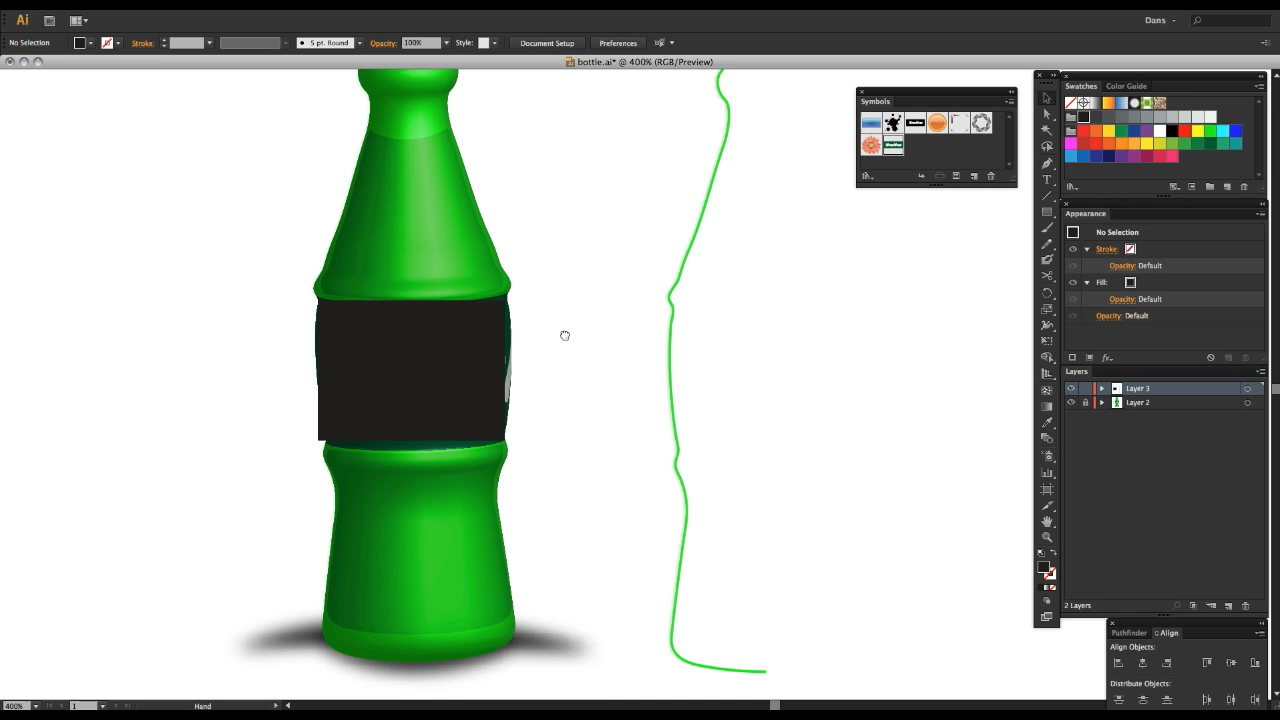 Ai Br Dans
No Selection Stroke: 5 pt. Round Opacity: 100% Style: Document Setup Preferences
bottle.ai* @ 400% (RGB/Preview)
Swatches Color Guide
Symbols
Appearance
No Selection
Stroke:
Opacity: Default
Fill:
Opacity: Default
Opacity: Default
Layers
Layer 3
Layer 2
2 Layers
Pathfinder Align
Align Objects:
Distribute Objects:
400% 1 Hand